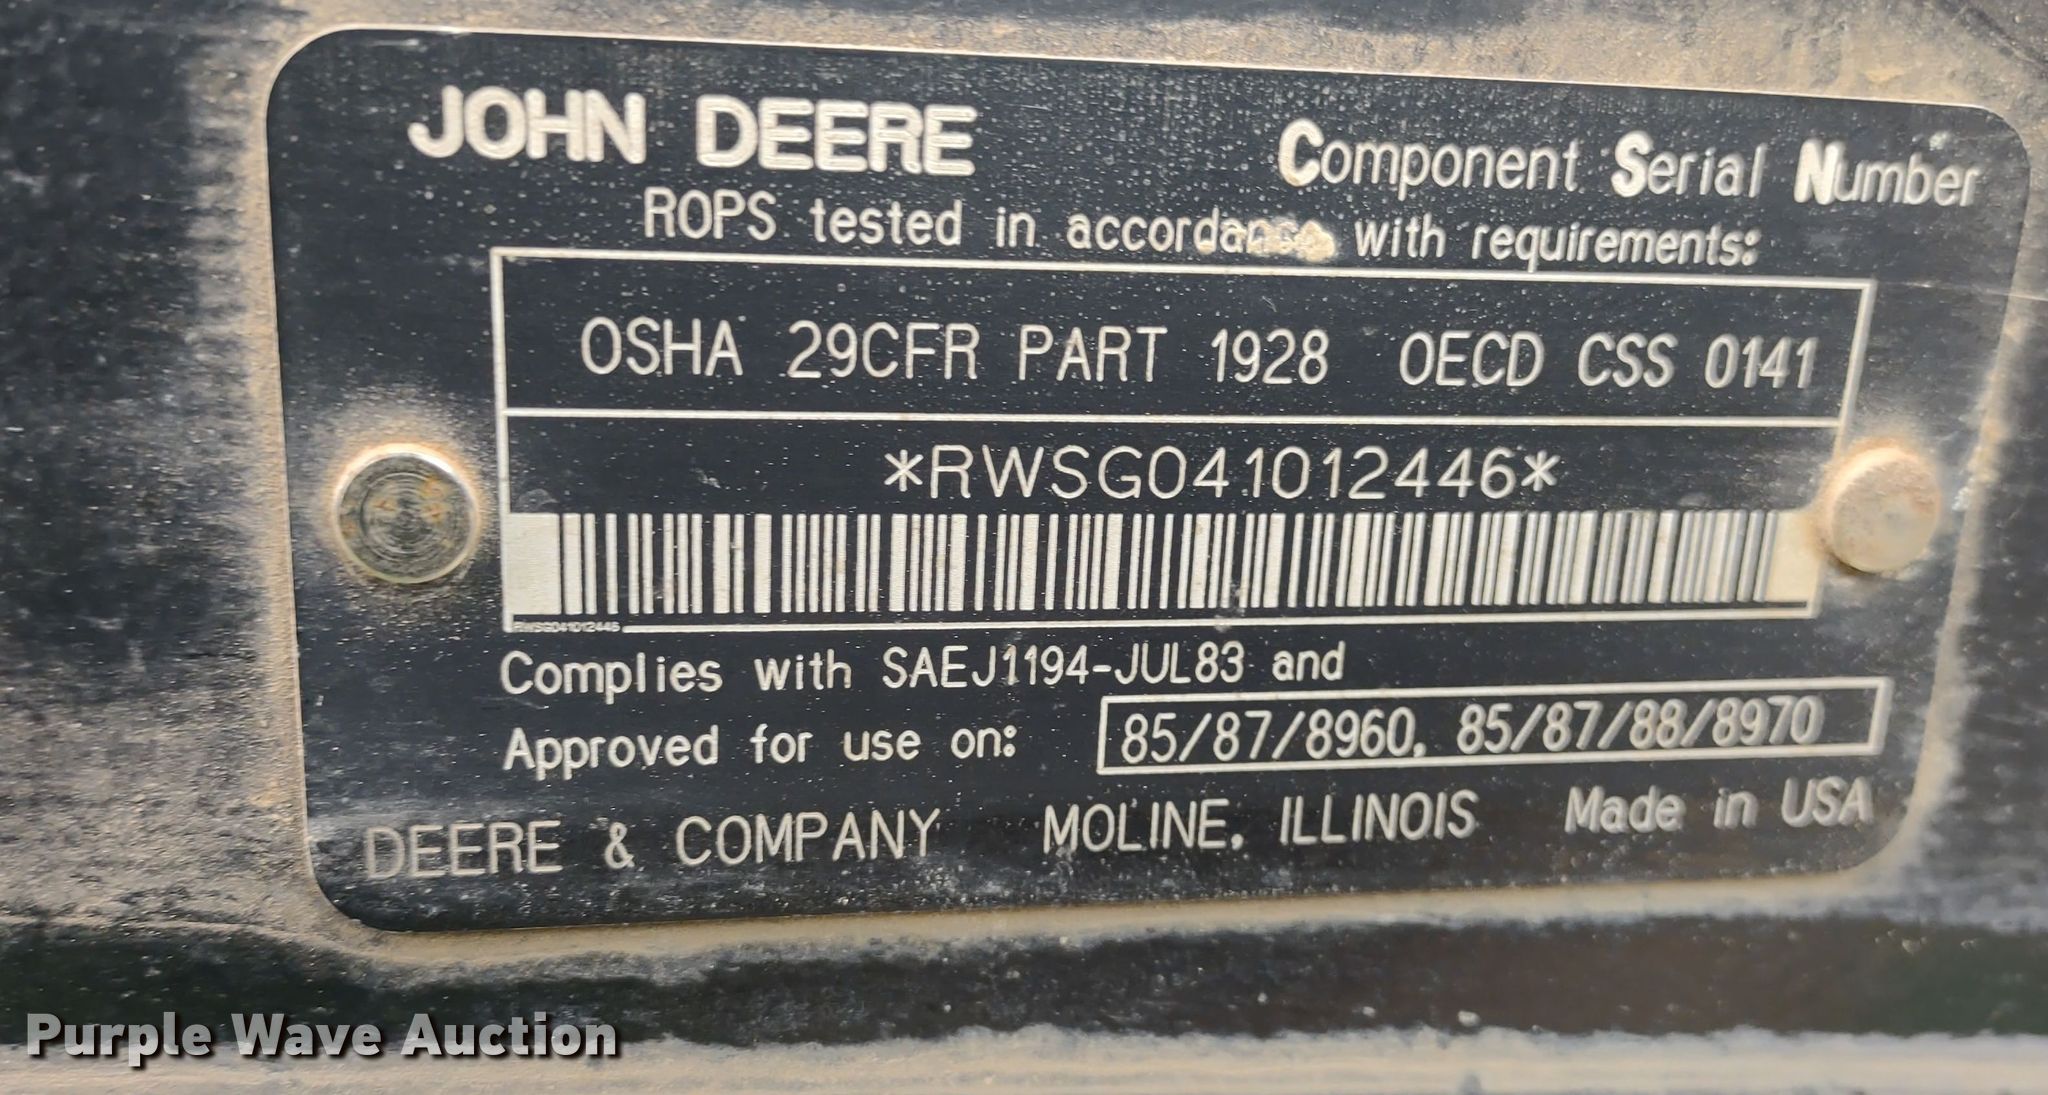 JOHN DEERE Component Serial Number
ROPS tested in accordance with requirements:
OSHA 29CFR PART 1928 OECD CSS 0141
*RWSG041012446*
RWSG041012446
Complies with SAEJ1194-JUL83 and
Approved for use on: 85/87/8960, 85/87/88/8970
DEERE & COMPANY MOLINE, ILLINOIS Made in USA
Purple Wave Auction